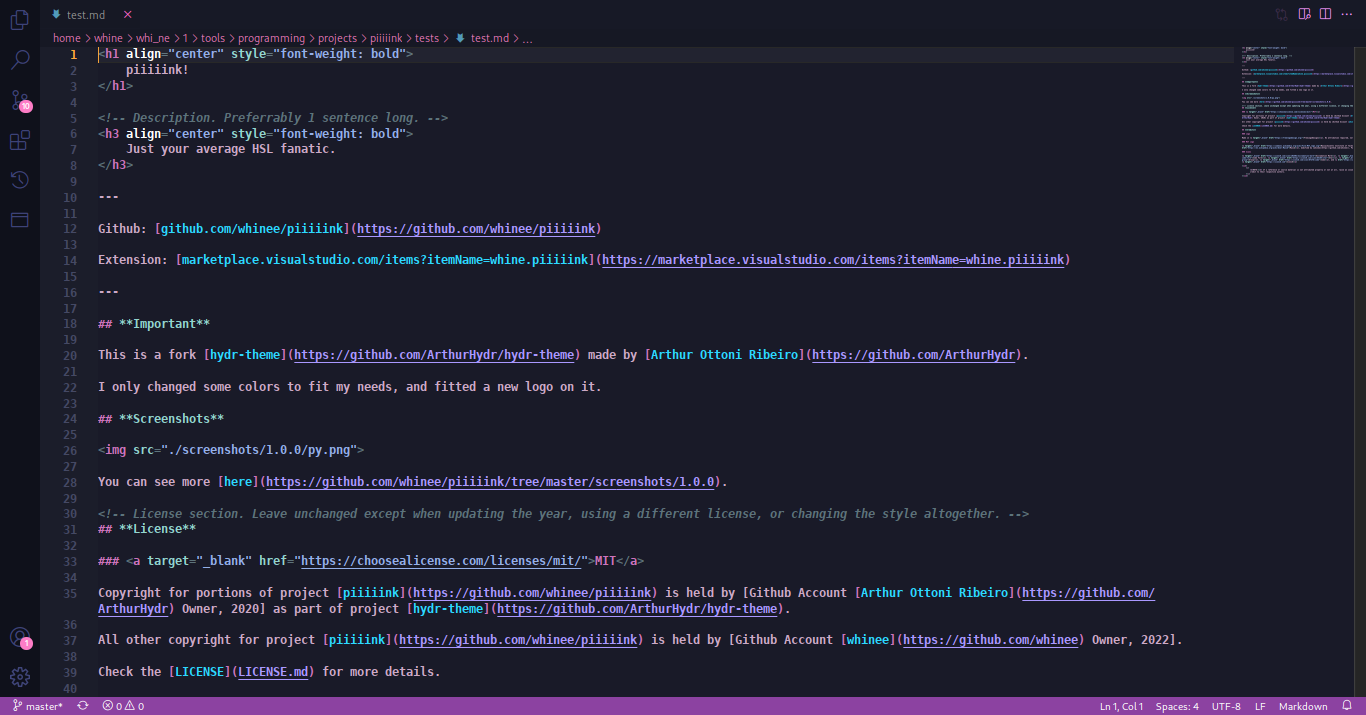 test.md
home > whine > whi_ne > 1 > tools > programming > projects > piiiiink > tests > test.md > ...
1 <h1 align="center" style="font-weight: bold">
2 piiiiink!
3 </h1>
4
5 <!-- Description. Preferrably 1 sentence long. -->
6 <h3 align="center" style="font-weight: bold">
7 Just your average HSL fanatic.
8 </h3>
9
10 ---
11
12 Github: [github.com/whinee/piiiiink](https://github.com/whinee/piiiiink)
13
14 Extension: [marketplace.visualstudio.com/items?itemName=whine.piiiiink](https://marketplace.visualstudio.com/items?itemName=whine.piiiiink)
15
16 ---
17
18 ## **Important**
19
20 This is a fork [hydr-theme](https://github.com/ArthurHydr/hydr-theme) made by [Arthur Ottoni Ribeiro](https://github.com/ArthurHydr).
21
22 I only changed some colors to fit my needs, and fitted a new logo on it.
23
24 ## **Screenshots**
25
26 <img src="./screenshots/1.0.0/py.png">
27
28 You can see more [here](https://github.com/whinee/piiiiink/tree/master/screenshots/1.0.0).
29
30 <!-- License section. Leave unchanged except when updating the year, using a different license, or changing the style altogether. -->
31 ## **License**
32
33 ### <a target="_blank" href="https://choosealicense.com/licenses/mit/">MIT</a>
34
35 Copyright for portions of project [piiiiink](https://github.com/whinee/piiiiink) is held by [Github Account [Arthur Ottoni Ribeiro](https://github.com/
ArthurHydr) Owner, 2020] as part of project [hydr-theme](https://github.com/ArthurHydr/hydr-theme).
36
37 All other copyright for project [piiiiink](https://github.com/whinee/piiiiink) is held by [Github Account [whinee](https://github.com/whinee) Owner, 2022].
38
39 Check the [LICENSE](LICENSE.md) for more details.
40
10
1
master* 0 0 Ln 1, Col 1 Spaces: 4 UTF-8 LF Markdown